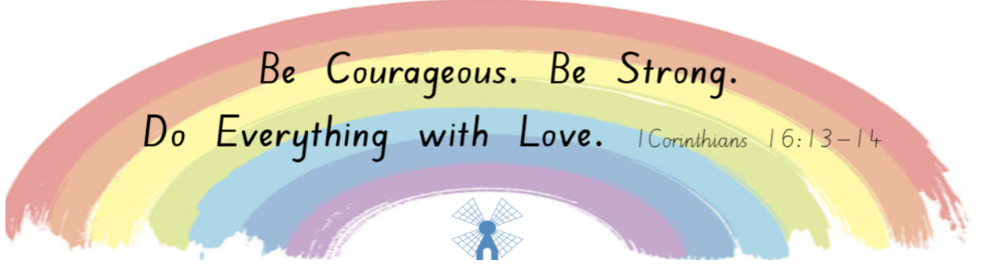 Be Courageous. Be Strong.
Do Everything with Love. 1Corinthians 16:13-14